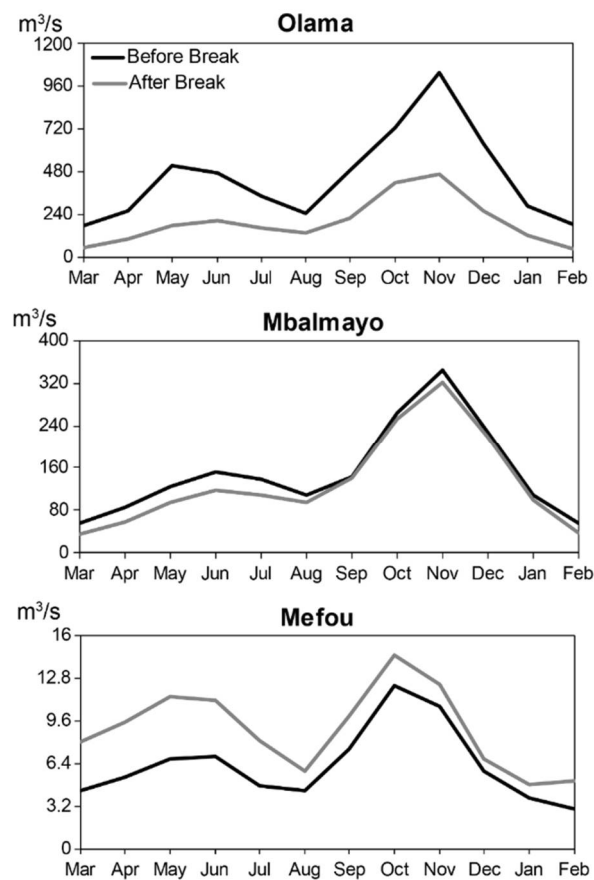 Olama
m³/s
1200
960
720
480
240
0
Before Break
After Break
Mar Apr May Jun Jul Aug Sep Oct Nov Dec Jan Feb
Mbalmayo
m³/s
400
320
240
160
80
0
Mar Apr May Jun Jul Aug Sep Oct Nov Dec Jan Feb
Mefou
m³/s
16
12.8
9.6
6.4
3.2
0
Mar Apr May Jun Jul Aug Sep Oct Nov Dec Jan Feb